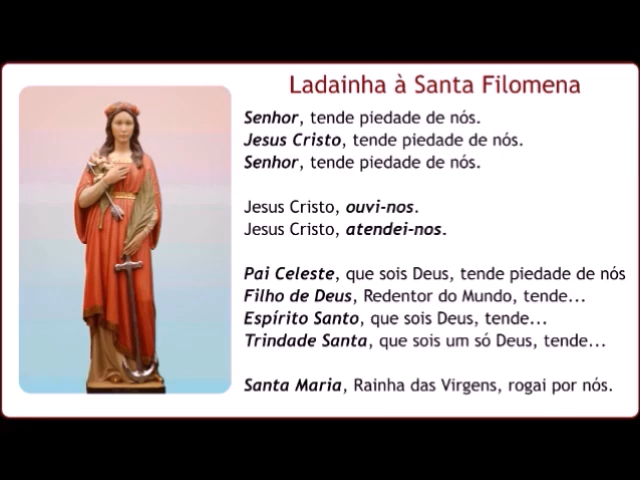 Ladainha à Santa Filomena
Senhor, tende piedade de nós.
Jesus Cristo, tende piedade de nós.
Senhor, tende piedade de nós.
Jesus Cristo, ouvi-nos.
Jesus Cristo, atendei-nos.
Pai Celeste, que sois Deus, tende piedade de nós
Filho de Deus, Redentor do Mundo, tende...
Espírito Santo, que sois Deus, tende...
Trindade Santa, que sois um só Deus, tende...
Santa Maria, Rainha das Virgens, rogai por nós.